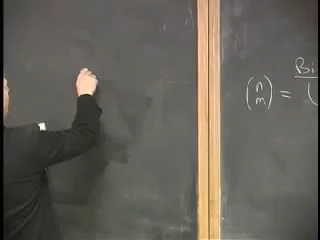 Bi
(n m) = (